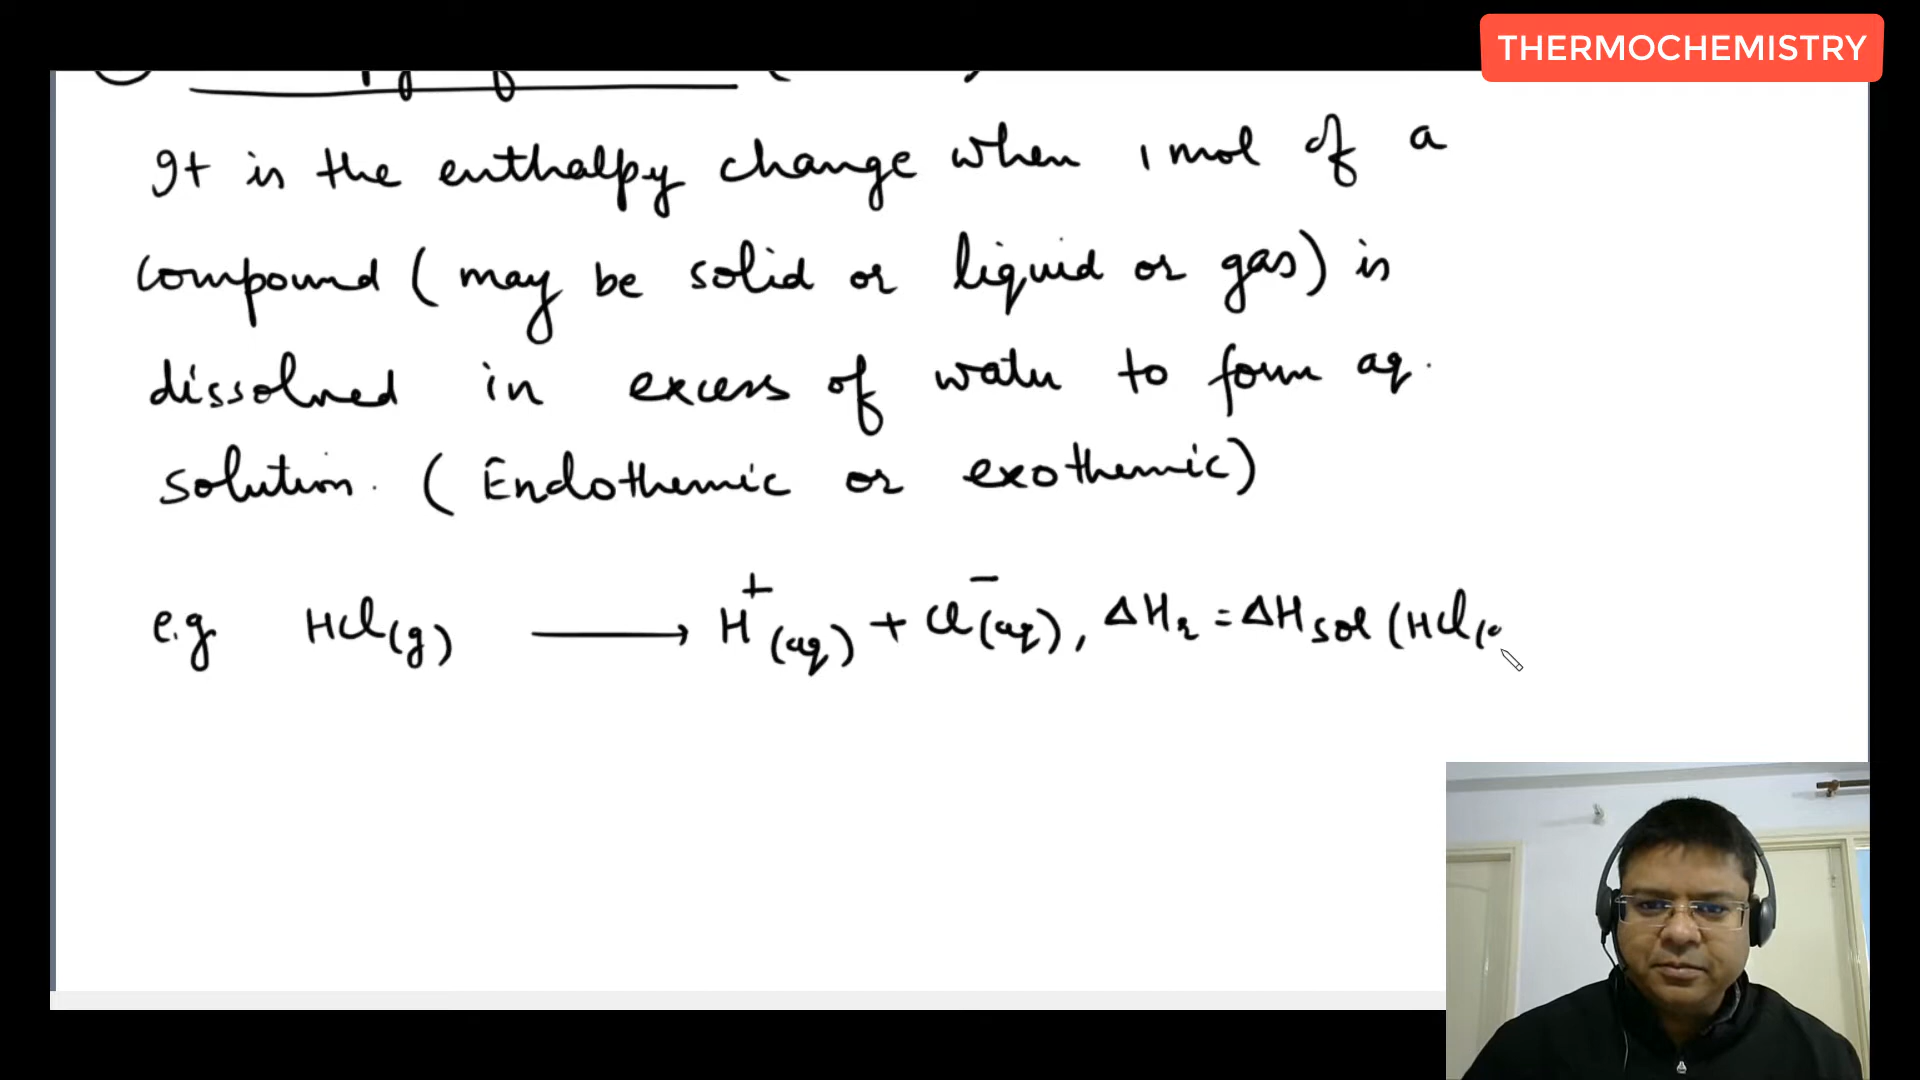 THERMOCHEMISTRY
It is the enthalpy change when 1 mol of a
compound (may be solid or liquid or gas) is
dissolved in excess of water to form aq.
solution. (Endothermic or exothermic)
e.g HCl(g) ⟶ H⁺(aq) + Cl⁻(aq), ΔHr = ΔHsol (HCl(